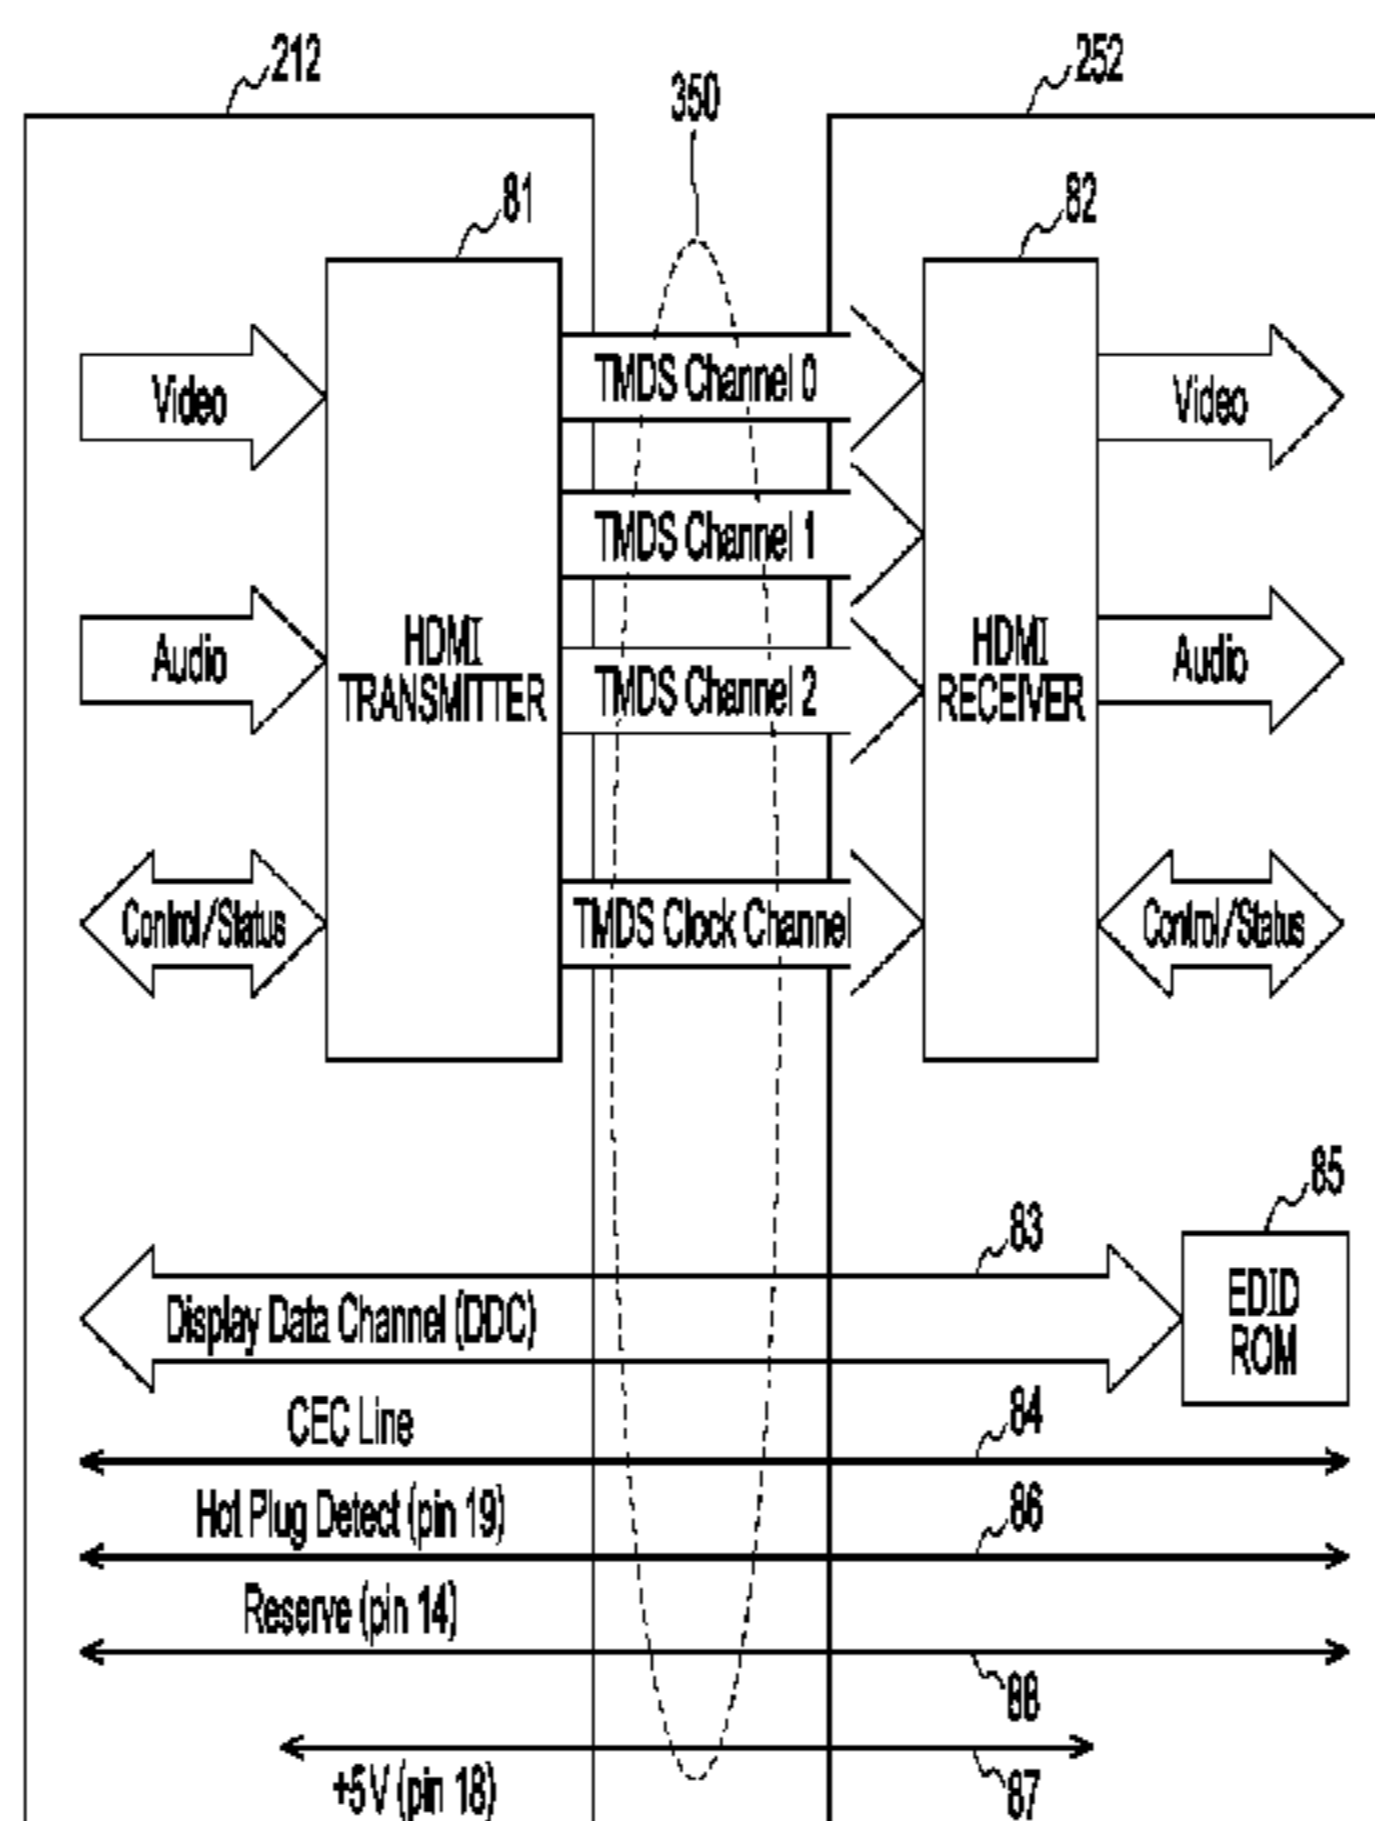 212
252
350
81
82
Video
TMDS Channel 0
Video
TMDS Channel 1
HDMI
TRANSMITTER
HDMI
RECEIVER
Audio
TMDS Channel 2
Audio
Control/Status
TMDS Clock Channel
Control/Status
85
83
EDID
ROM
Display Data Channel (DDC)
CEC Line
84
Hot Plug Detect (pin 19)
86
Reserve (pin 14)
88
+5V (pin 18)
87